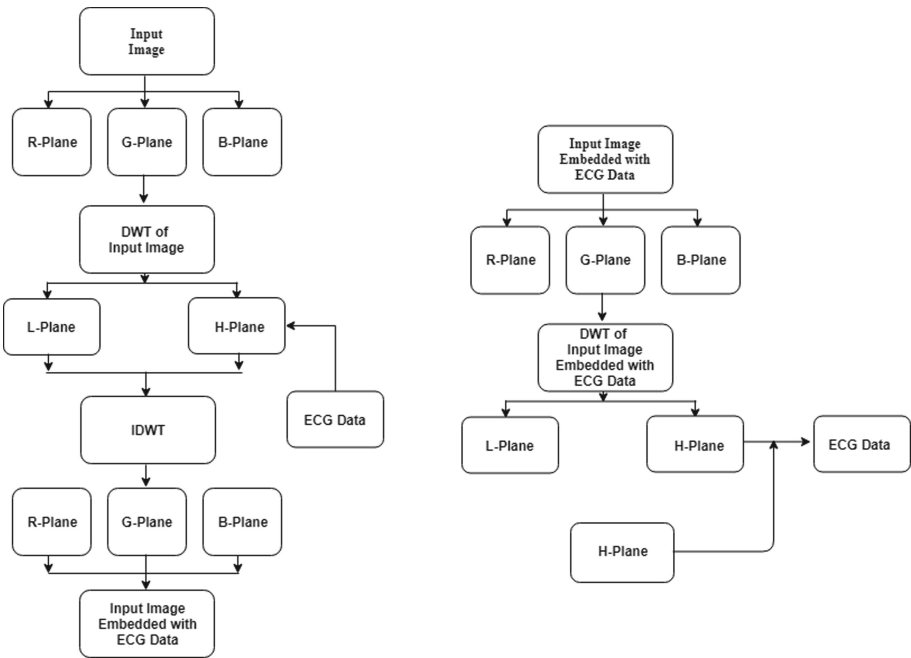 Input
Image
R-Plane
G-Plane
B-Plane
DWT of
Input Image
L-Plane
H-Plane
ECG Data
IDWT
R-Plane
G-Plane
B-Plane
Input Image
Embedded with
ECG Data
Input Image
Embedded with
ECG Data
R-Plane
G-Plane
B-Plane
DWT of
Input Image
Embedded with
ECG Data
L-Plane
H-Plane
ECG Data
H-Plane